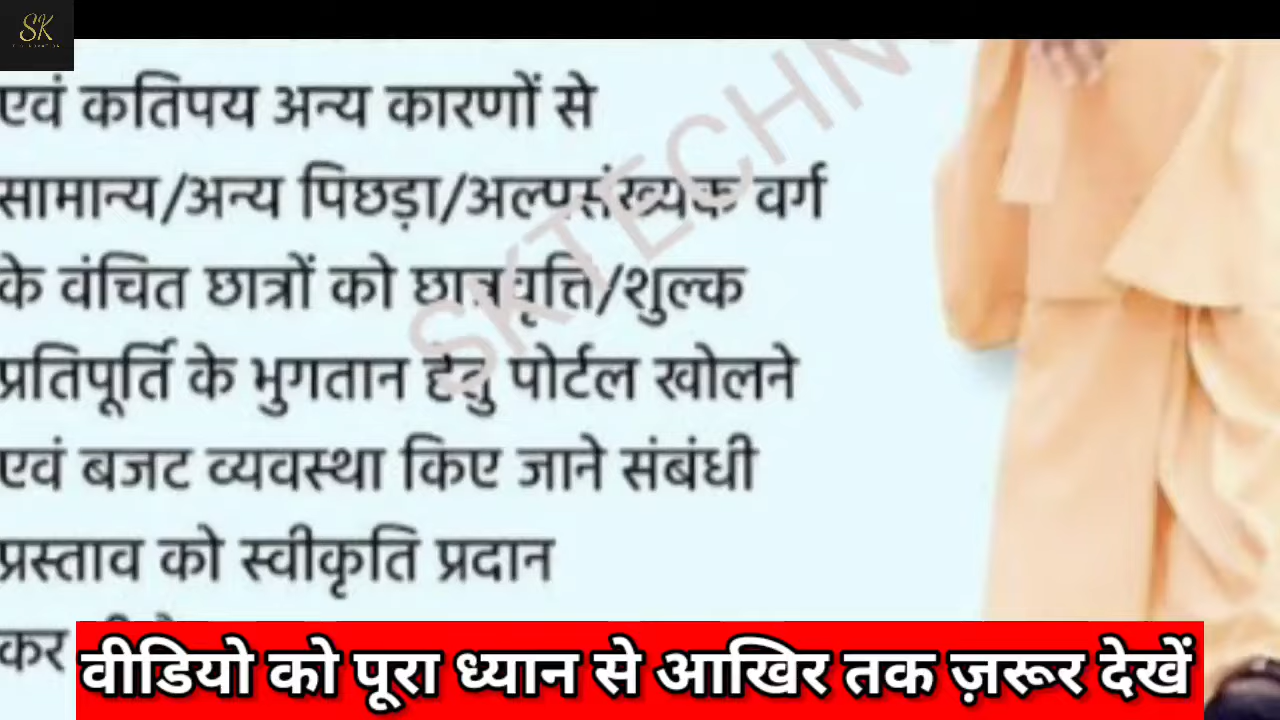 SK
एवं कतिपय अन्य कारणों से
सामान्य/अन्य पिछड़ा/अल्पसंख्यक वर्ग
के वंचित छात्रों को छात्रवृत्ति/शुल्क
प्रतिपूर्ति के भुगतान हेतु पोर्टल खोलने
एवं बजट व्यवस्था किए जाने संबंधी
प्रस्ताव को स्वीकृति प्रदान
कर
SKTECHN
वीडियो को पूरा ध्यान से आखिर तक ज़रूर देखें